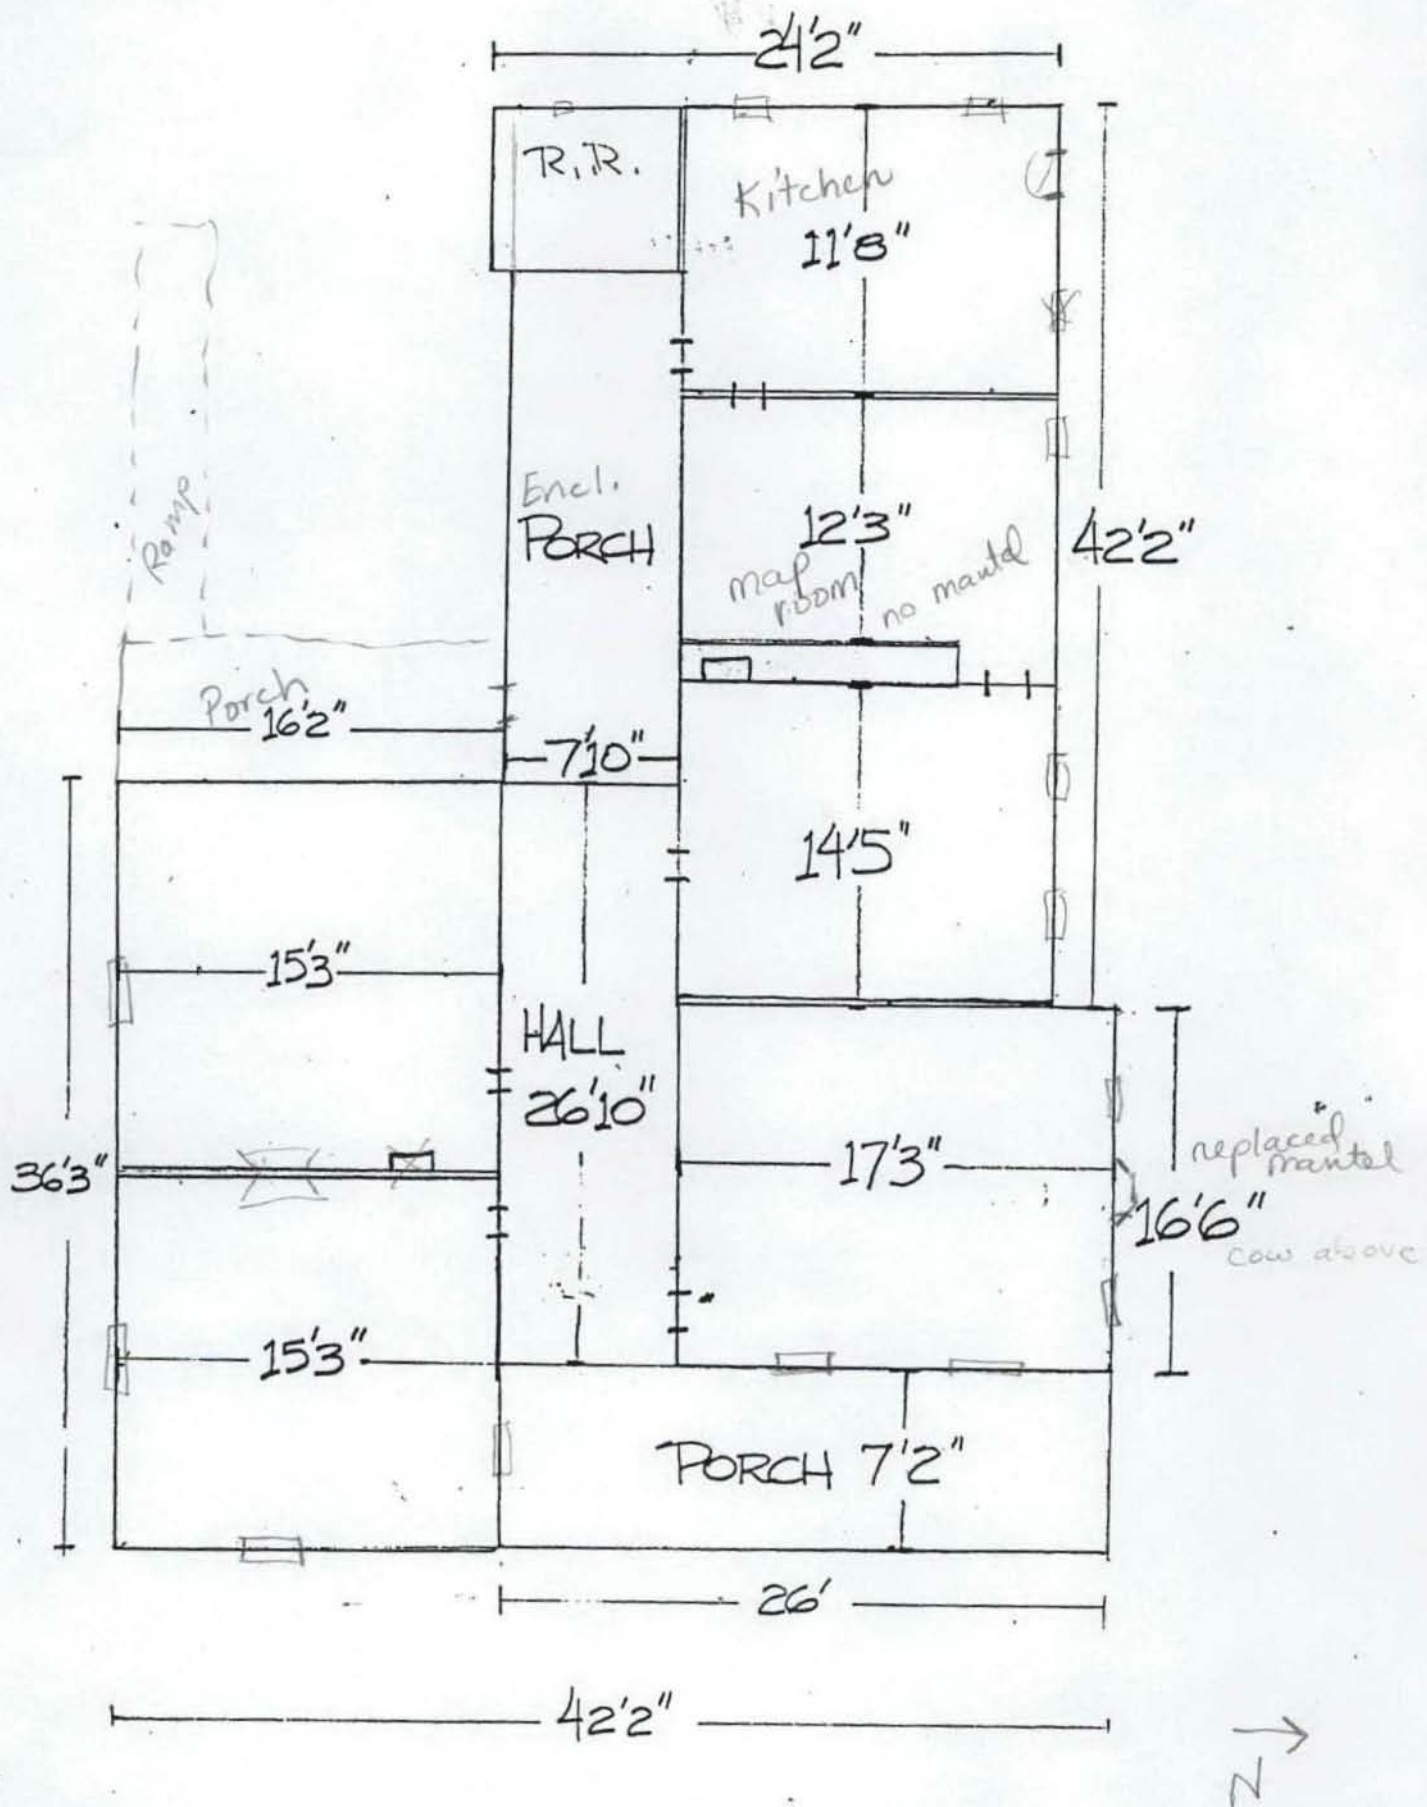 24'2"
R.R.
Kitchen
11'8"
Encl.
PORCH
12'3"
42'2"
map
room
no mantel
Ramp
Porch
16'2"
7'10"
14'5"
15'3"
HALL
26'10"
36'3"
17'3"
"replaced"
mantel
16'6"
cow above
15'3"
PORCH 7'2"
26'
42'2"
N